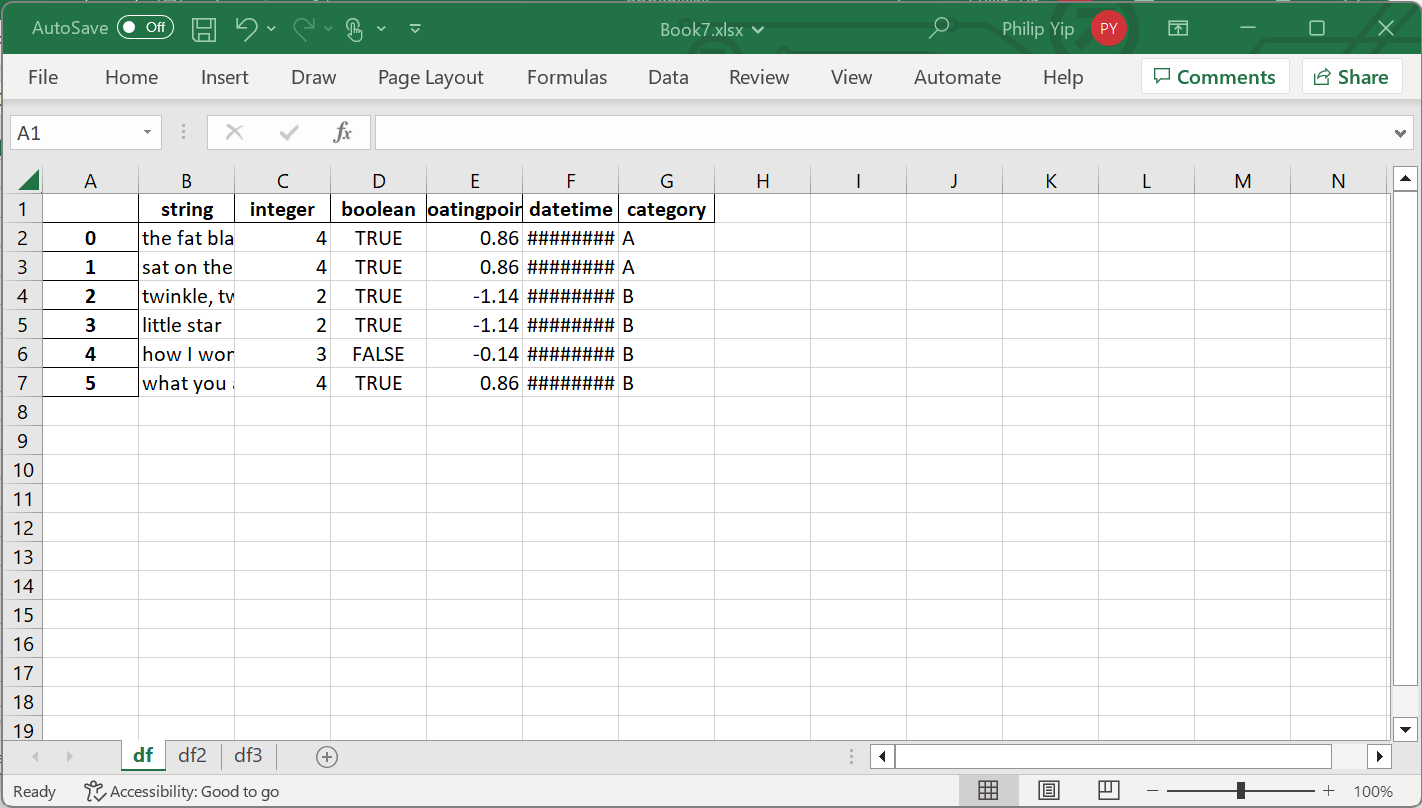 AutoSave Off Book7.xlsx Philip Yip PY
File Home Insert Draw Page Layout Formulas Data Review View Automate Help Comments Share
A1 fx
A B C D E F G H I J K L M N
1 string integer boolean oatingpoin datetime category
2 0 the fat bla 4 TRUE 0.86 ######## A
3 1 sat on the 4 TRUE 0.86 ######## A
4 2 twinkle, tw 2 TRUE -1.14 ######## B
5 3 little star 2 TRUE -1.14 ######## B
6 4 how I won 3 FALSE -0.14 ######## B
7 5 what you a 4 TRUE 0.86 ######## B
8
9
10
11
12
13
14
15
16
17
18
19
df df2 df3
Ready Accessibility: Good to go 100%